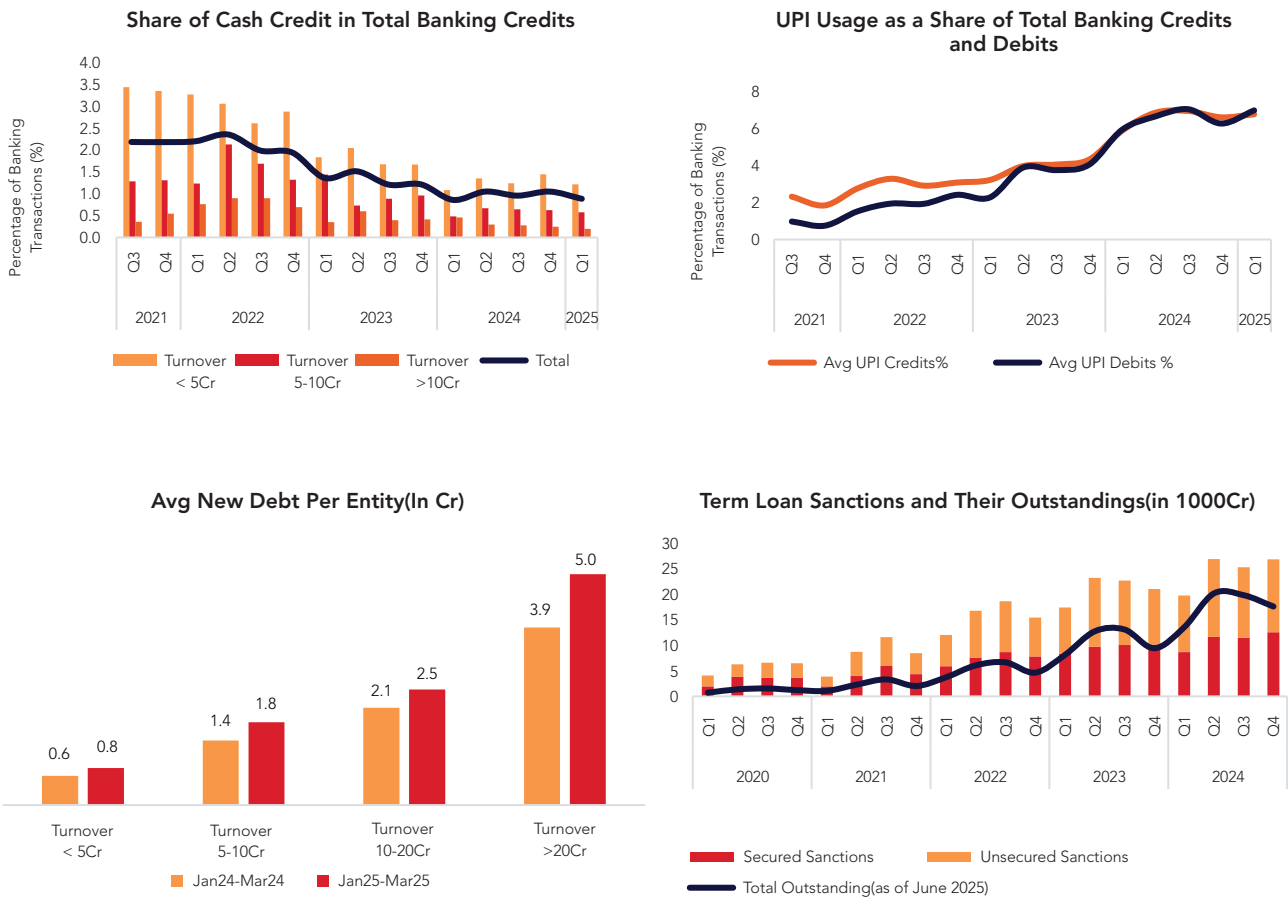 Share of Cash Credit in Total Banking Credits
Percentage of Banking
Transactions (%)
4.0
3.5
3.0
2.5
2.0
1.5
1.0
0.5
0.0
Q3 Q4 Q1 Q2 Q3 Q4 Q1 Q2 Q3 Q4 Q1 Q2 Q3 Q4 Q1
2021 2022 2023 2024 2025
Turnover Turnover Turnover Total
< 5Cr 5-10Cr >10Cr
UPI Usage as a Share of Total Banking Credits
and Debits
Percentage of Banking
Transactions (%)
8
6
4
2
0
Q3 Q4 Q1 Q2 Q3 Q4 Q1 Q2 Q3 Q4 Q1 Q2 Q3 Q4 Q1
2021 2022 2023 2024 2025
Avg UPI Credits% Avg UPI Debits %
Avg New Debt Per Entity(In Cr)
0.6 0.8 1.4 1.8 2.1 2.5 3.9 5.0
Turnover Turnover Turnover Turnover
< 5Cr 5-10Cr 10-20Cr >20Cr
Jan24-Mar24 Jan25-Mar25
Term Loan Sanctions and Their Outstandings(in 1000Cr)
30
25
20
15
10
5
0
Q1 Q2 Q3 Q4 Q1 Q2 Q3 Q4 Q1 Q2 Q3 Q4 Q1 Q2 Q3 Q4 Q1 Q2 Q3 Q4
2020 2021 2022 2023 2024
Secured Sanctions Unsecured Sanctions
Total Outstanding(as of June 2025)